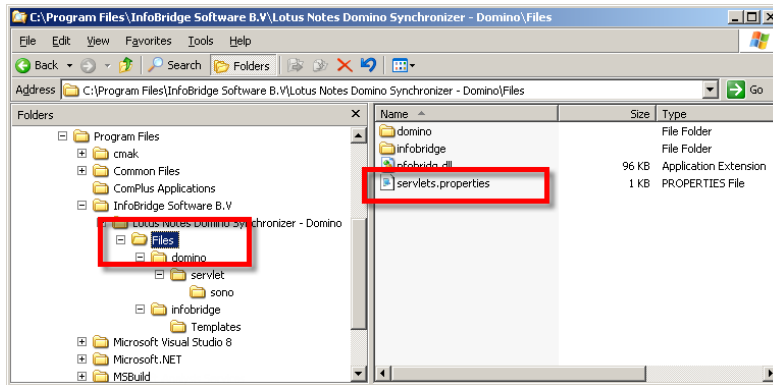 C:\Program Files\InfoBridge Software B.V\Lotus Notes Domino Synchronizer - Domino\Files
File Edit View Favorites Tools Help
Back Search Folders
Address C:\Program Files\InfoBridge Software B.V\Lotus Notes Domino Synchronizer - Domino\Files Go
Folders
Program Files
cmak
Common Files
ComPlus Applications
InfoBridge Software B.V
Lotus Notes Domino Synchronizer - Domino
Files
domino
servlet
sono
infobridge
Templates
Microsoft Visual Studio 8
Microsoft.NET
MSBuild
Name Size Type
domino File Folder
infobridge File Folder
nfobridg.dll 96 KB Application Extension
servlets.properties 1 KB PROPERTIES File